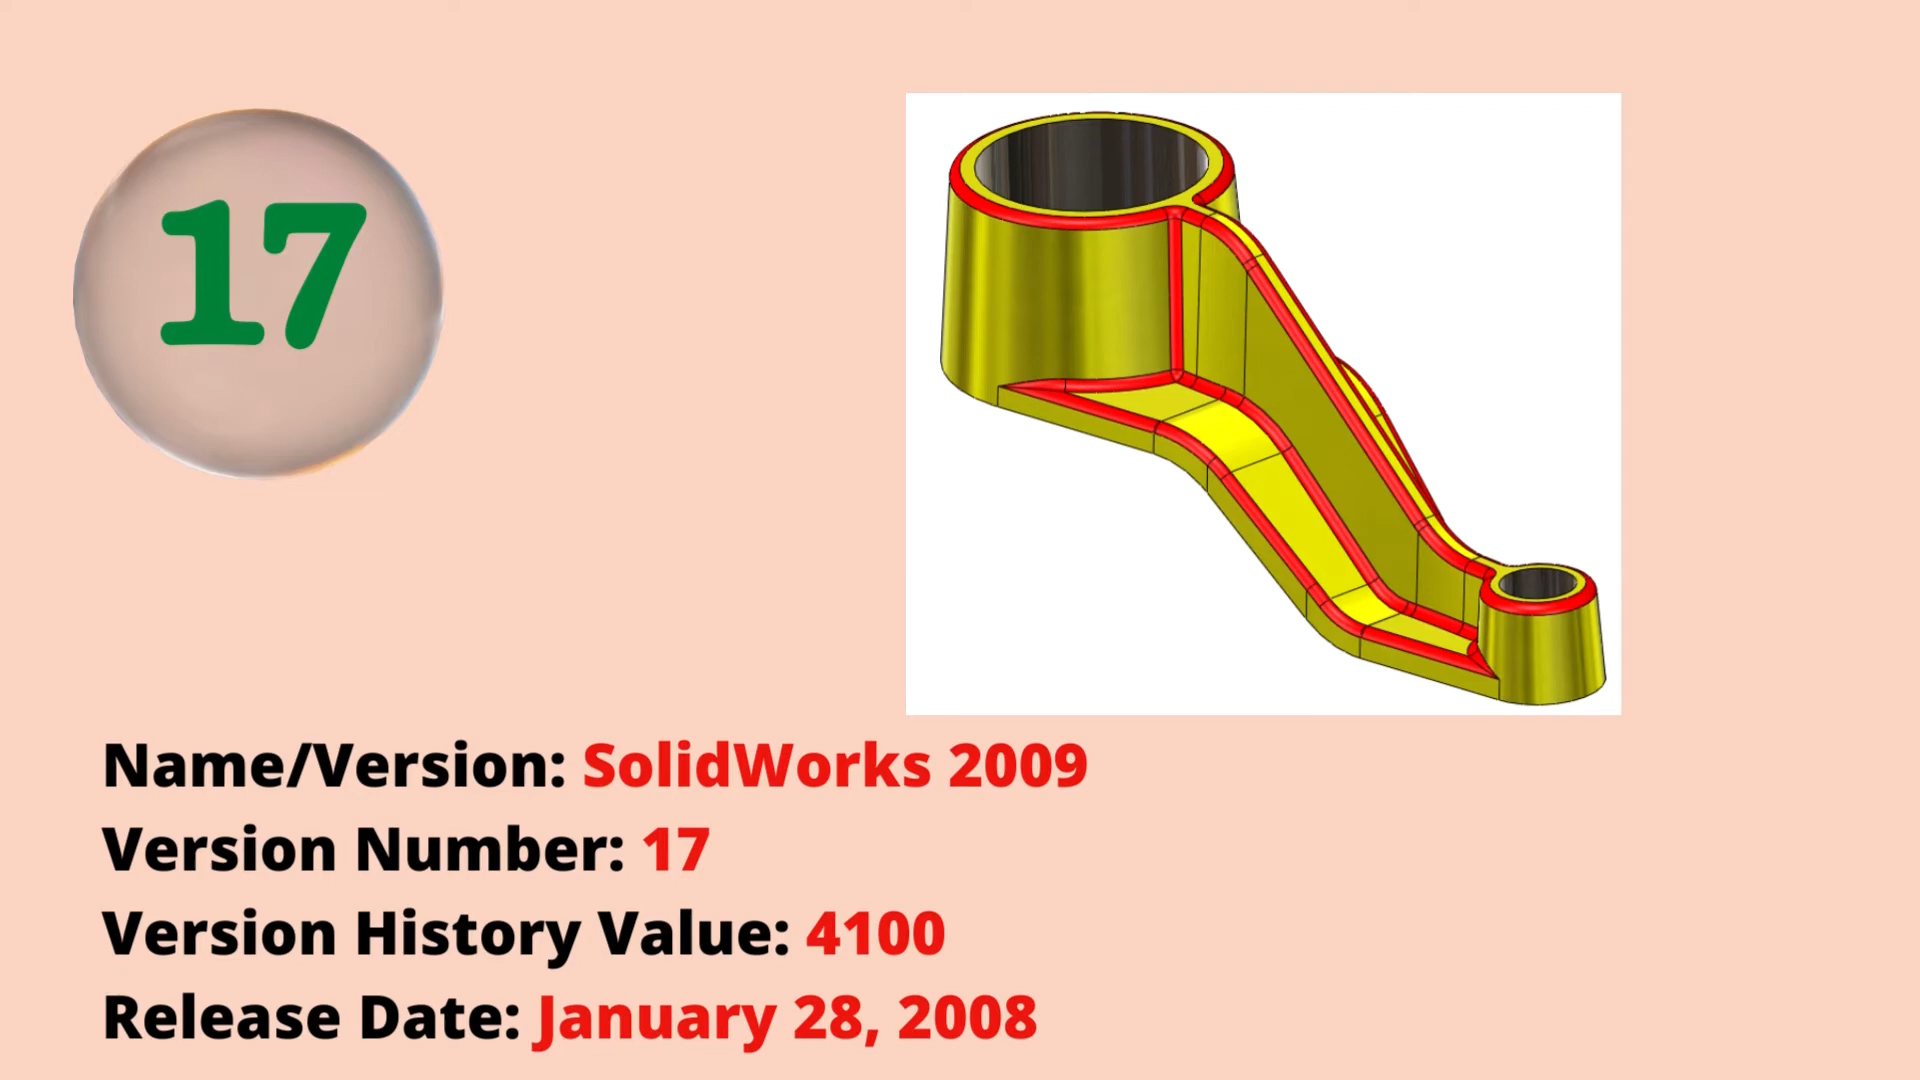 17
Name/Version: SolidWorks 2009
Version Number: 17
Version History Value: 4100
Release Date: January 28, 2008